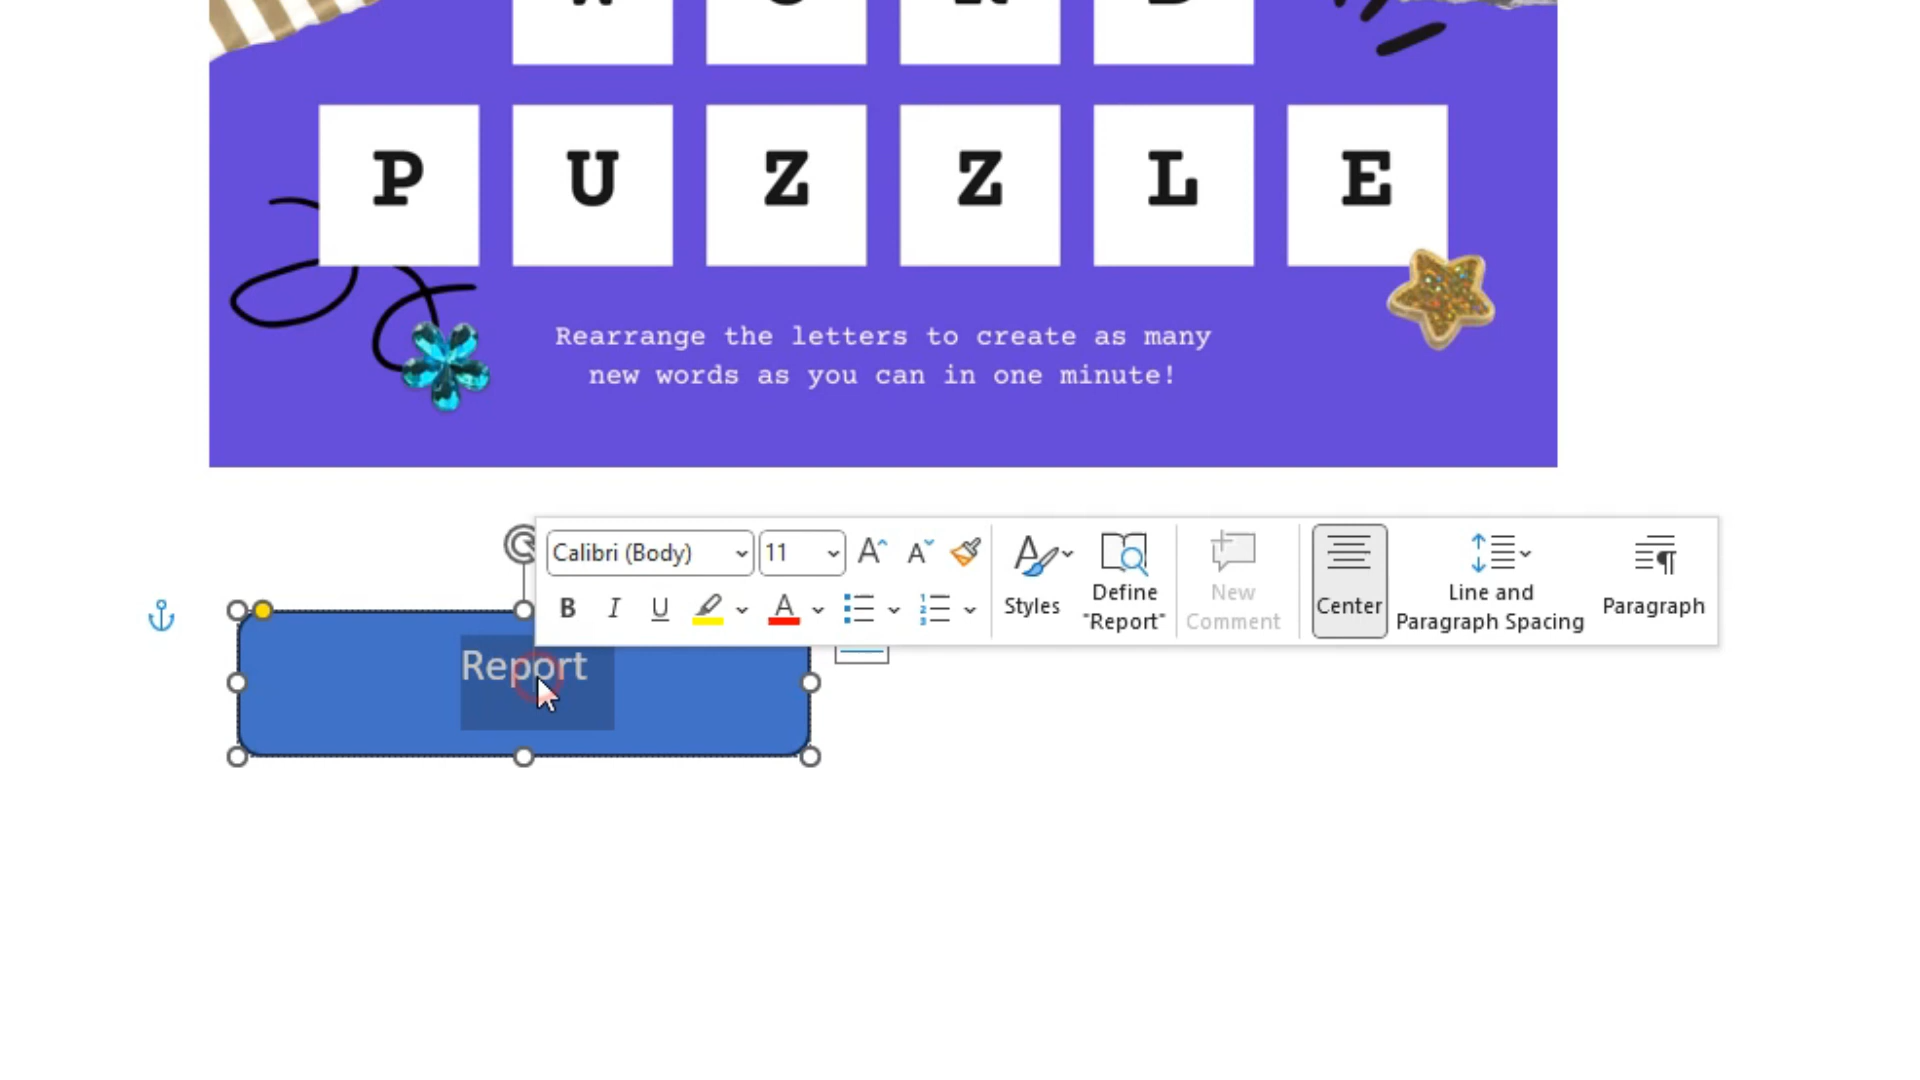 W O R D
P U Z Z L E
Rearrange the letters to create as many
new words as you can in one minute!
Calibri (Body) 11 A A Styles Define "Report" New Comment Center Line and Paragraph Spacing Paragraph
B I U A
Report